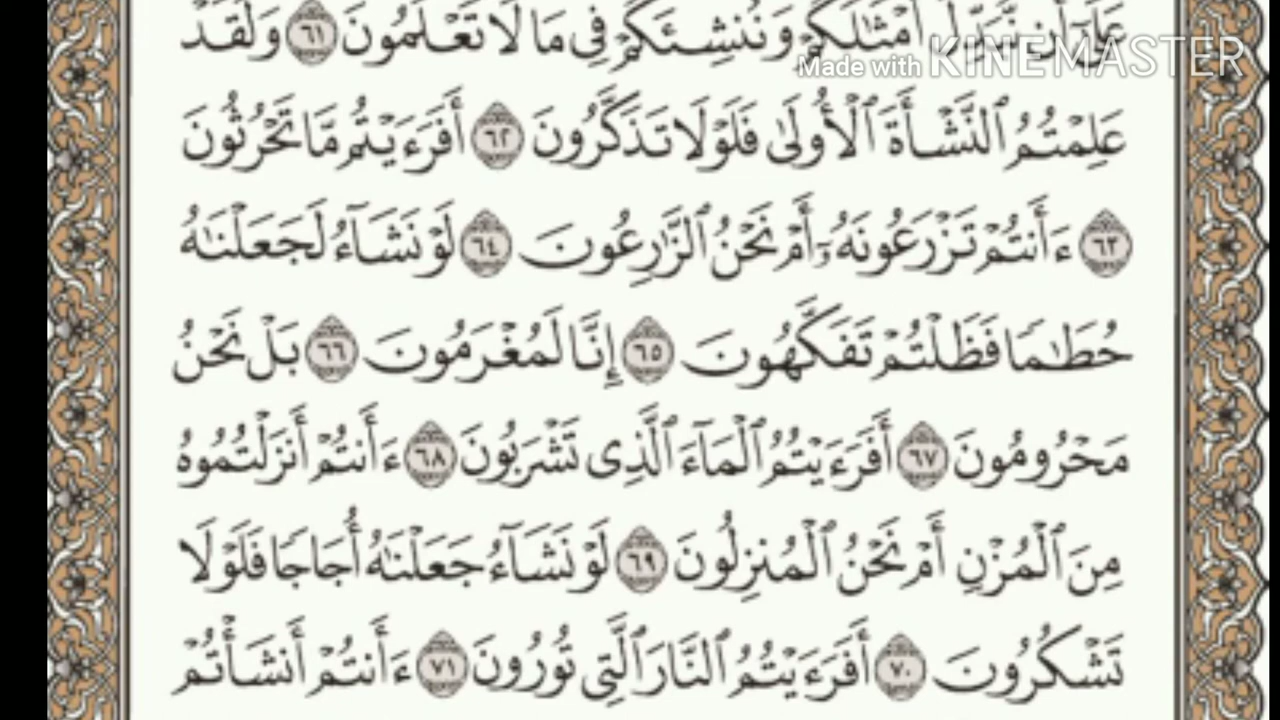 عَلَىٰٓ أَن نُّبَدِّلَ أَمْثَٰلَكُمْ وَنُنشِئَكُمْ فِى مَا لَا تَعْلَمُونَ ٦١ وَلَقَدْ
Made with KINEMASTER
عَلِمْتُمُ ٱلنَّشْأَةَ ٱلْأُولَىٰ فَلَوْلَا تَذَكَّرُونَ ٦٢ أَفَرَءَيْتُم مَّا تَحْرُثُونَ
٦٣ ءَأَنتُمْ تَزْرَعُونَهُۥٓ أَمْ نَحْنُ ٱلزَّٰرِعُونَ ٦٤ لَوْ نَشَآءُ لَجَعَلْنَٰهُ
حُطَٰمًا فَظَلْتُمْ تَفَكَّهُونَ ٦٥ إِنَّا لَمُغْرَمُونَ ٦٦ بَلْ نَحْنُ
مَحْرُومُونَ ٦٧ أَفَرَءَيْتُمُ ٱلْمَآءَ ٱلَّذِى تَشْرَبُونَ ٦٨ ءَأَنتُمْ أَنزَلْتُمُوهُ
مِنَ ٱلْمُزْنِ أَمْ نَحْنُ ٱلْمُنزِلُونَ ٦٩ لَوْ نَشَآءُ جَعَلْنَٰهُ أُجَاجًا فَلَوْلَا
تَشْكُرُونَ ٧٠ أَفَرَءَيْتُمُ ٱلنَّارَ ٱلَّتِى تُورُونَ ٧١ ءَأَنتُمْ أَنشَأْتُمْ